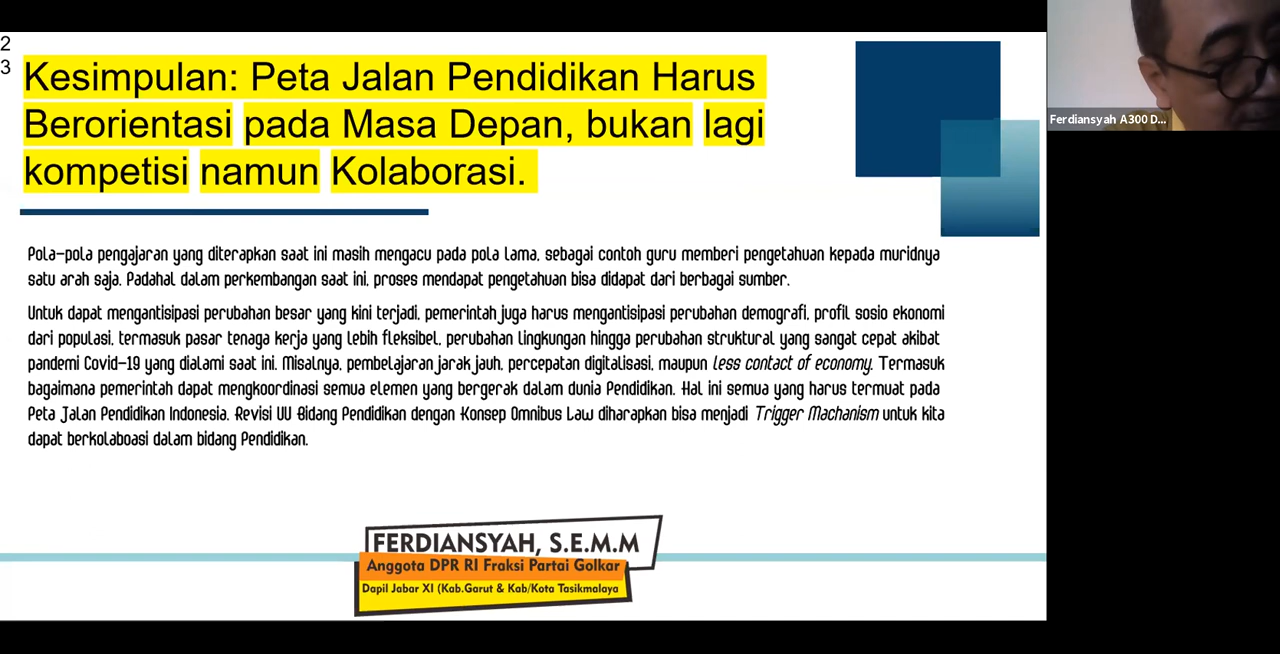 2
3
Kesimpulan: Peta Jalan Pendidikan Harus
Berorientasi pada Masa Depan, bukan lagi
kompetisi namun Kolaborasi.
Ferdiansyah A300 D...
Pola-pola pengajaran yang diterapkan saat ini masih mengacu pada pola lama, sebagai contoh guru memberi pengetahuan kepada muridnya
satu arah saja. Padahal dalam perkembangan saat ini, proses mendapat pengetahuan bisa didapat dari berbagai sumber.
Untuk dapat mengantisipasi perubahan besar yang kini terjadi, pemerintah juga harus mengantisipasi perubahan demografi, profil sosio ekonomi
dari populasi, termasuk pasar tenaga kerja yang lebih fleksibel, perubahan lingkungan hingga perubahan struktural yang sangat cepat akibat
pandemi Covid-19 yang dialami saat ini. Misalnya, pembelajaran jarak jauh, percepatan digitalisasi, maupun less contact of economy. Termasuk
bagaimana pemerintah dapat mengkoordinasi semua elemen yang bergerak dalam dunia Pendidikan. Hal ini semua yang harus termuat pada
Peta Jalan Pendidikan Indonesia. Revisi UU Bidang Pendidikan dengan Konsep Omnibus Law diharapkan bisa menjadi Trigger Machanism untuk kita
dapat berkolaboasi dalam bidang Pendidikan.
FERDIANSYAH, S.E.M.M
Anggota DPR RI Fraksi Partai Golkar
Dapil Jabar XI (Kab.Garut & Kab/Kota Tasikmalaya